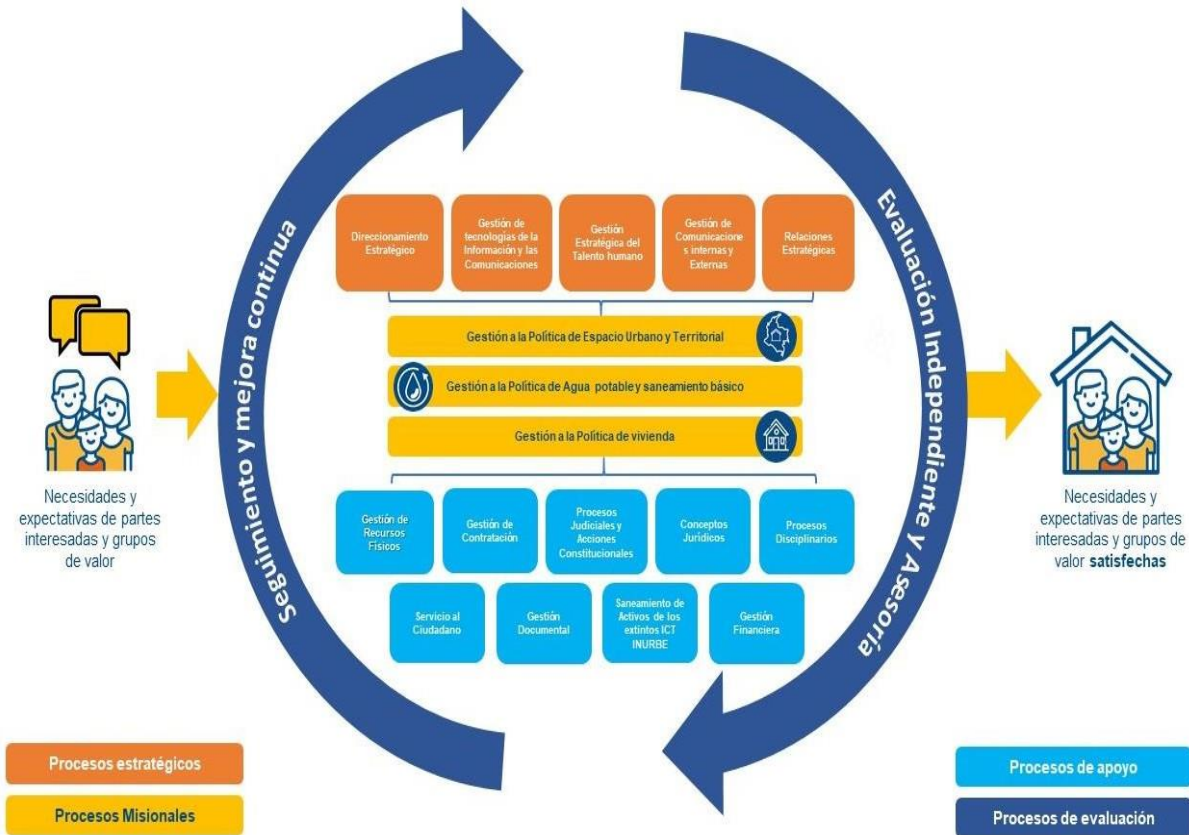 Seguimiento y mejora continua
Evaluación Independiente y Asesoría
Necesidades y
expectativas de partes
interesadas y grupos
de valor
Direccionamiento
Estratégico
Gestión de
tecnologías de la
Información y las
Comunicaciones
Gestión
Estratégica del
Talento humano
Gestión de
Comunicacione
s internas y
Externas
Relaciones
Estratégicas
Gestión a la Política de Espacio Urbano y Territorial
Gestión a la Política de Agua potable y saneamiento básico
Gestión a la Política de vivienda
Gestión de
Recursos
Físicos
Gestión de
Contratación
Procesos
Judiciales y
Acciones
Constitucionales
Conceptos
Jurídicos
Procesos
Disciplinarios
Servicio al
Ciudadano
Gestión
Documental
Saneamiento de
Activos de los
extintos ICT
INURBE
Gestión
Financiera
Necesidades y
expectativas de partes
interesadas y grupos de
valor satisfechas
Procesos estratégicos
Procesos Misionales
Procesos de apoyo
Procesos de evaluación